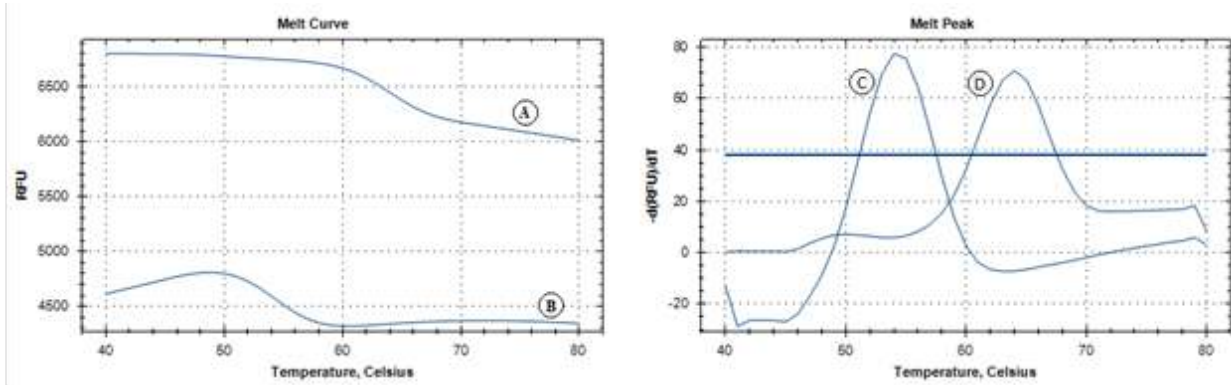 Melt Curve
6500
6000
5500
5000
4500
RFU
A
B
40 50 60 70 80
Temperature, Celsius
Melt Peak
80
60
40
20
0
-20
-d(RFU)/dT
C
D
40 50 60 70 80
Temperature, Celsius